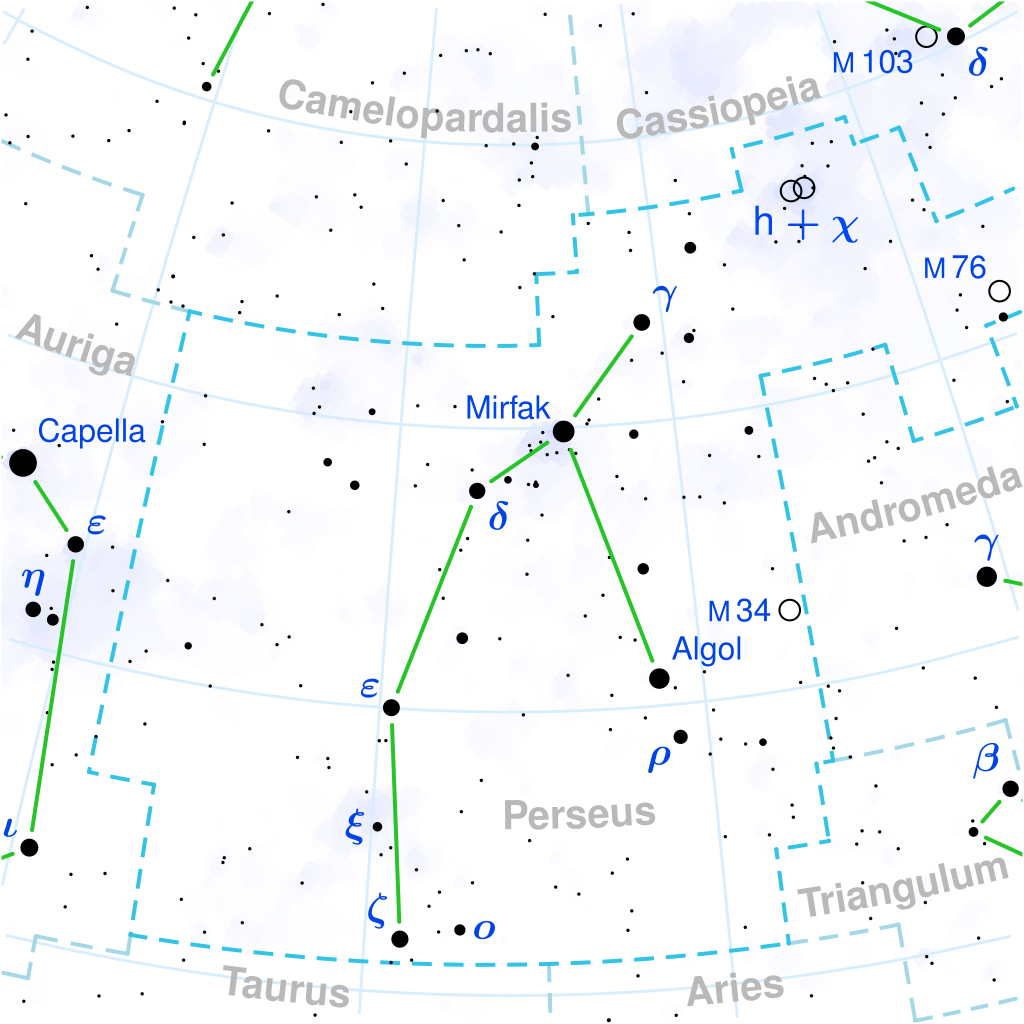 M 103
δ
Camelopardalis
Cassiopeia
h + χ
M 76
γ
Auriga
Mirfak
Capella
ε
δ
Andromeda
γ
η
M 34
Algol
ε
ρ
β
Perseus
ι
ξ
Triangulum
ζ
ο
Taurus
Aries